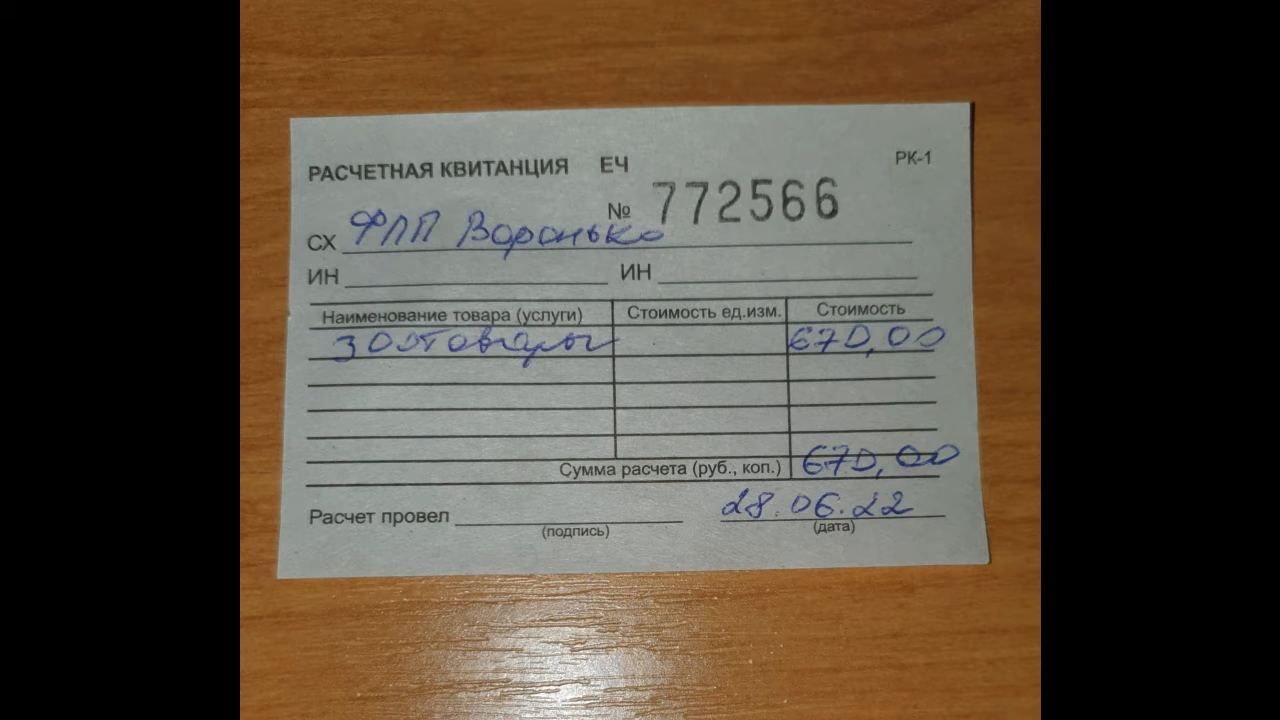 РАСЧЕТНАЯ КВИТАНЦИЯ ЕЧ РК-1
№ 772566
СХ ФЛП Воронько
ИН ИН
Наименование товара (услуги) Стоимость ед.изм. Стоимость
зоотовары 670,00
Сумма расчета (руб., коп.) 670,00
Расчет провел 28.06.22
(подпись) (дата)